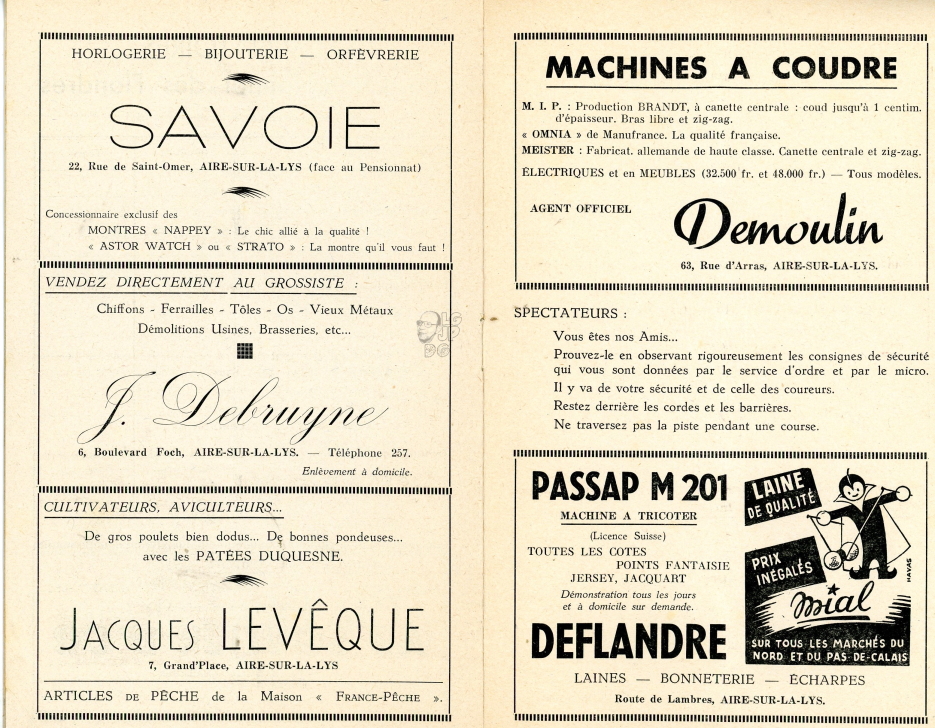 HORLOGERIE — BIJOUTERIE — ORFÈVRERIE
SAVOIE
22, Rue de Saint-Omer, AIRE-SUR-LA-LYS (face au Pensionnat)
Concessionnaire exclusif des
MONTRES « NAPPEY » : Le chic allié à la qualité !
« ASTOR WATCH » ou « STRATO » : La montre qu'il vous faut !
VENDEZ DIRECTEMENT AU GROSSISTE :
Chiffons - Ferrailles - Tôles - Os - Vieux Métaux
Démolitions Usines, Brasseries, etc...
J. Debruyne
6, Boulevard Foch, AIRE-SUR-LA-LYS. — Téléphone 257.
Enlèvement à domicile.
CULTIVATEURS, AVICULTEURS...
De gros poulets bien dodus... De bonnes pondeuses...
avec les PATÉES DUQUESNE.
JACQUES LEVÊQUE
7, Grand'Place, AIRE-SUR-LA-LYS
ARTICLES DE PÊCHE de la Maison « FRANCE-PÊCHE ».
MACHINES A COUDRE
M. I. P. : Production BRANDT, à canette centrale : coud jusqu'à 1 centim.
d'épaisseur. Bras libre et zig-zag.
« OMNIA » de Manufrance. La qualité française.
MEISTER : Fabricat. allemande de haute classe. Canette centrale et zig-zag.
ÉLECTRIQUES et en MEUBLES (32.500 fr. et 48.000 fr.) — Tous modèles.
AGENT OFFICIEL
Demoulin
63, Rue d'Arras, AIRE-SUR-LA-LYS.
SPECTATEURS :
Vous êtes nos Amis...
Prouvez-le en observant rigoureusement les consignes de sécurité
qui vous sont données par le service d'ordre et par le micro.
Il y va de votre sécurité et de celle des coureurs.
Restez derrière les cordes et les barrières.
Ne traversez pas la piste pendant une course.
PASSAP M 201
MACHINE A TRICOTER
(Licence Suisse)
TOUTES LES COTES
POINTS FANTAISIE
JERSEY, JACQUART
Démonstration tous les jours
et à domicile sur demande.
DEFLANDRE
LAINE
DE QUALITÉ
PRIX
INÉGALÉS
HAVAS
Mial
SUR TOUS LES MARCHÉS DU
NORD ET DU PAS-DE-CALAIS
LAINES — BONNETERIE — ÉCHARPES
Route de Lambres, AIRE-SUR-LA-LYS.